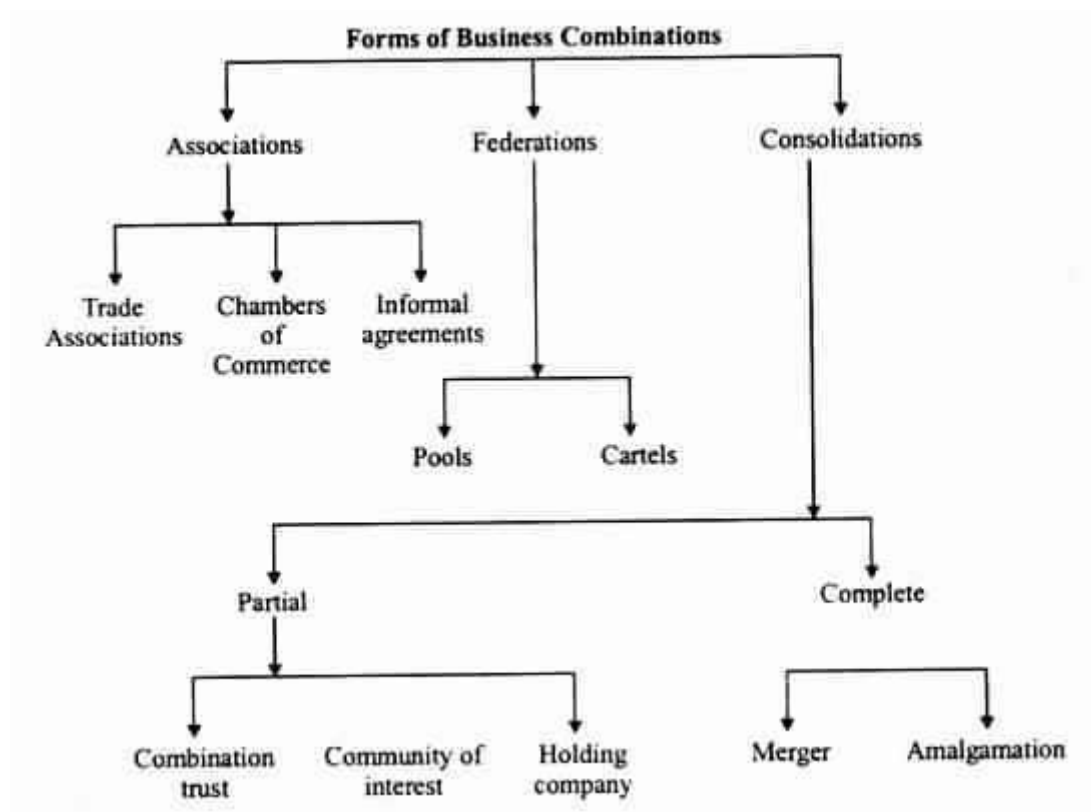 Forms of Business Combinations
Associations
Federations
Consolidations
Trade
Associations
Chambers
of
Commerce
Informal
agreements
Pools
Cartels
Partial
Complete
Combination
trust
Community of
interest
Holding
company
Merger
Amalgamation